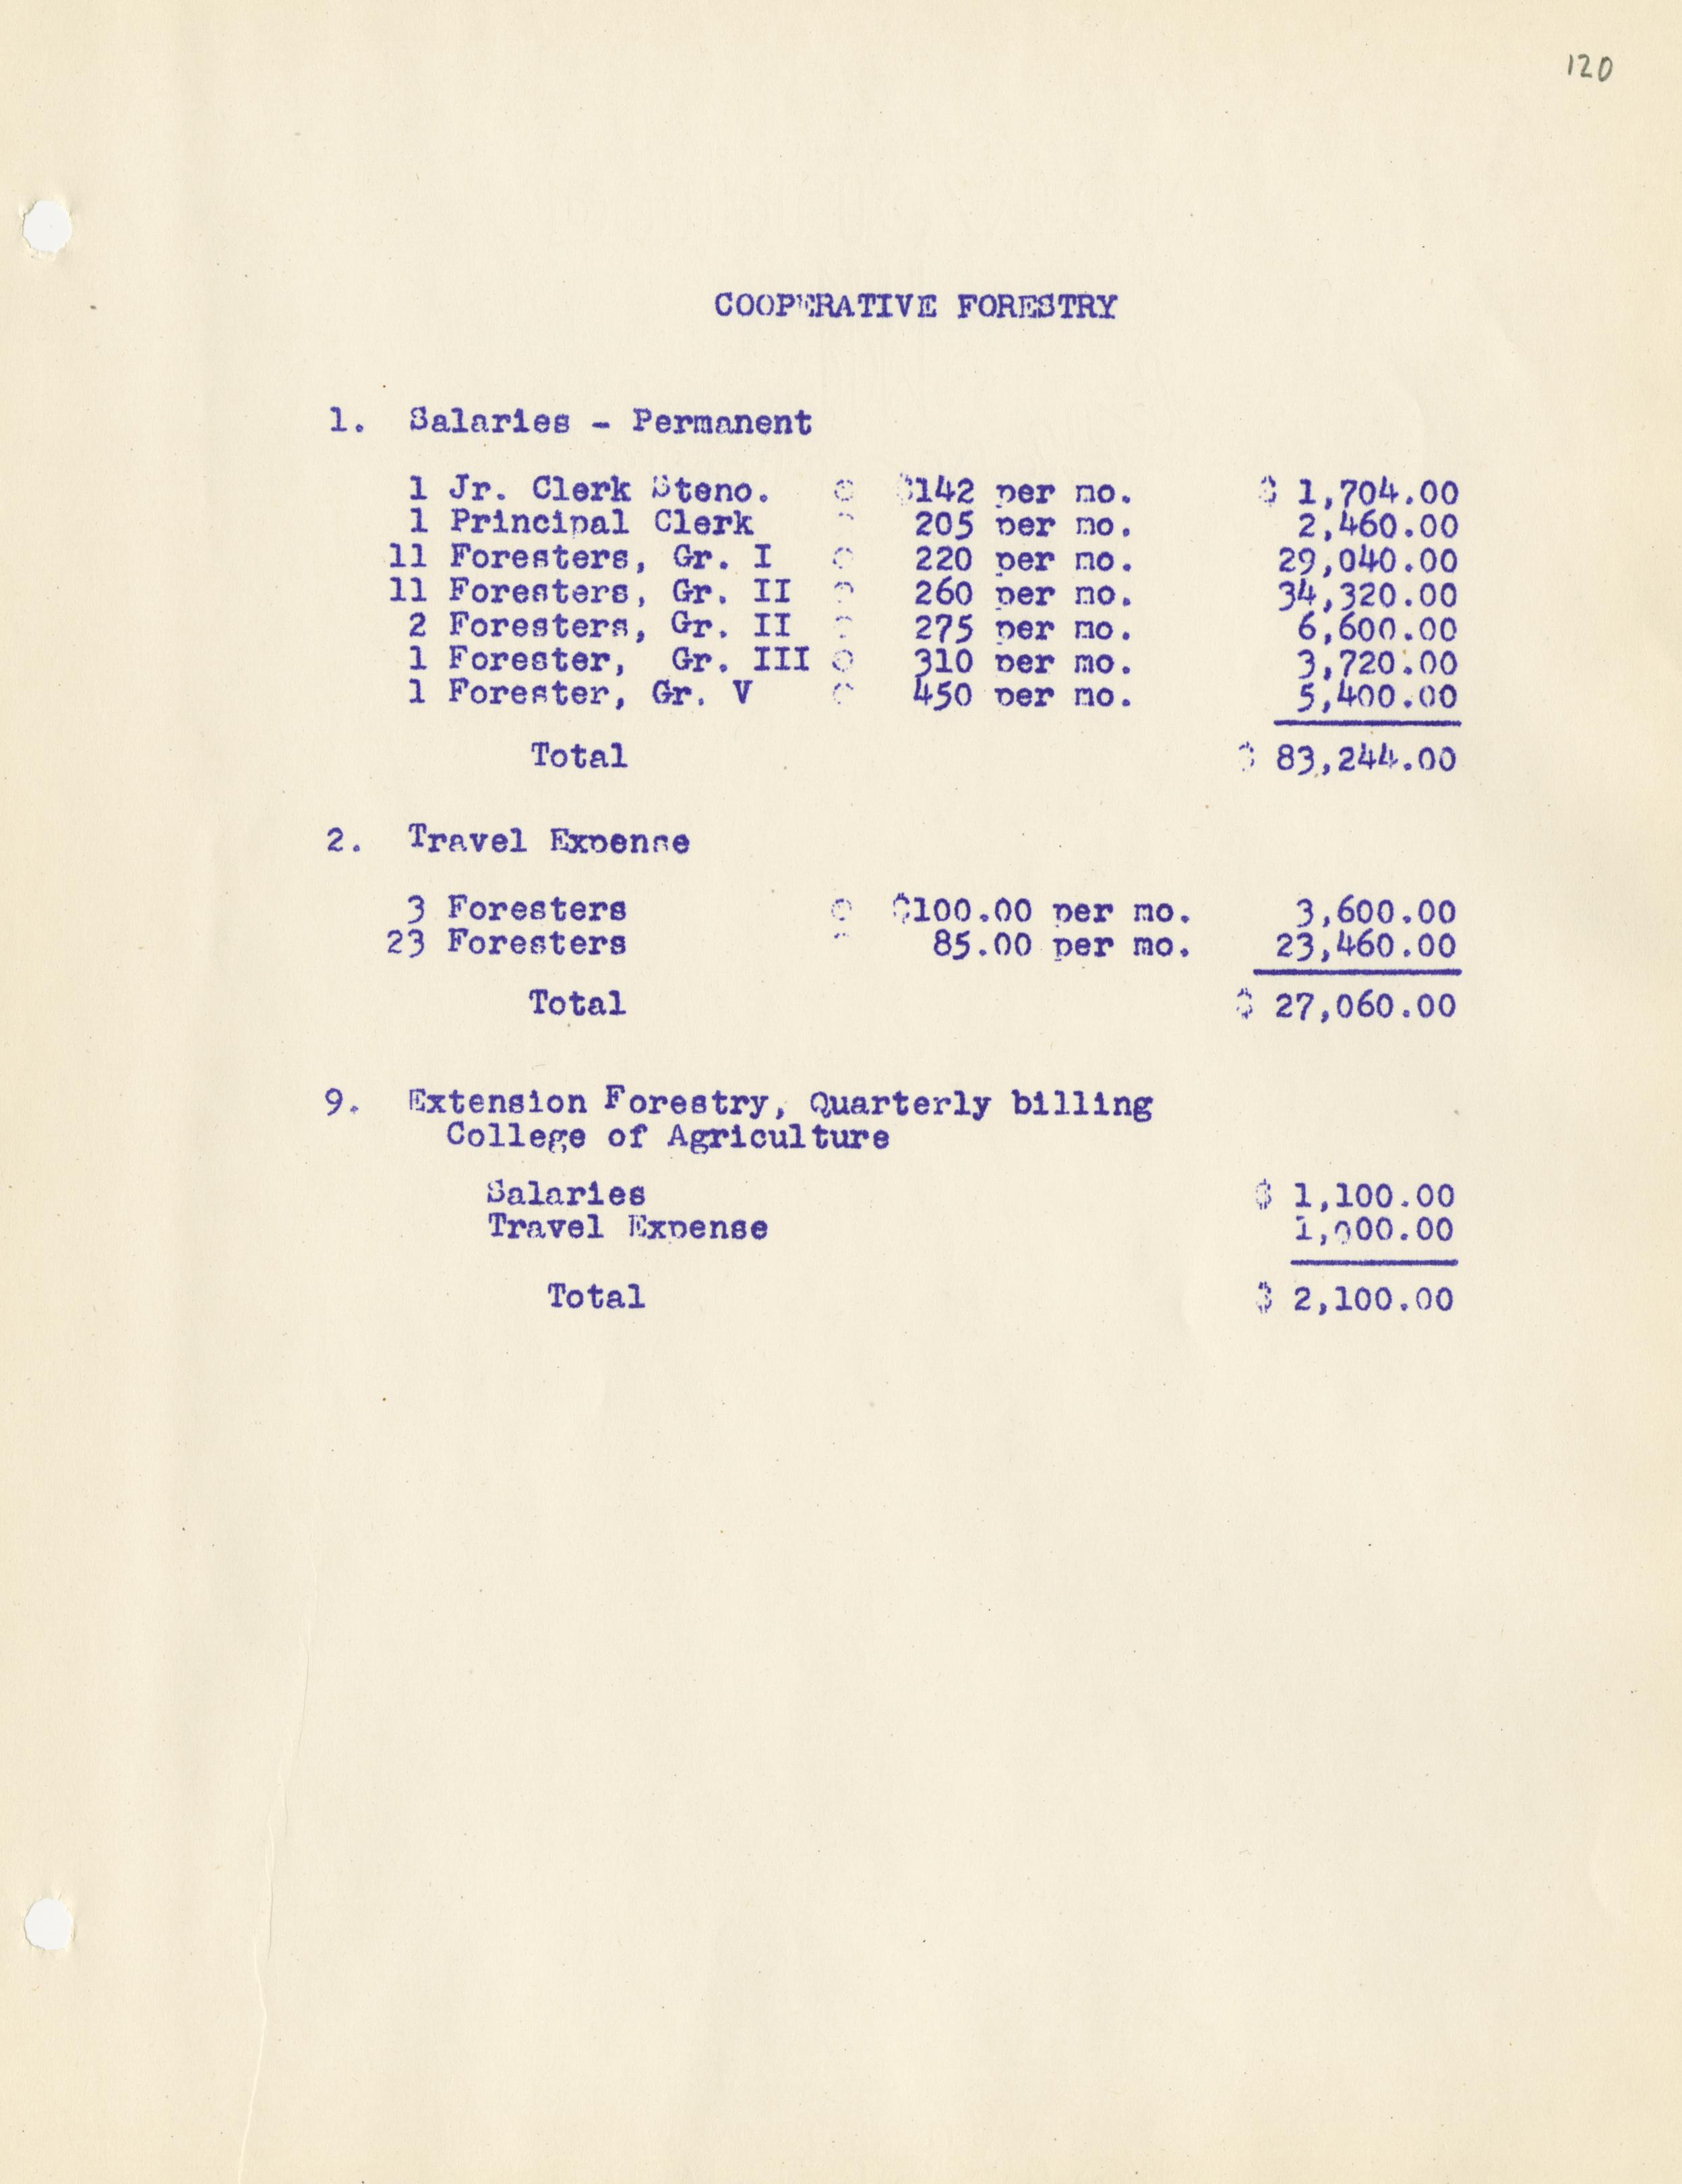 120
COOPERATIVE FORESTRY
1. Salaries - Permanent
1 Jr. Clerk Steno. @ $142 per mo. $ 1,704.00
1 Principal Clerk @ 205 per mo. 2,460.00
11 Foresters, Gr. I @ 220 per mo. 29,040.00
11 Foresters, Gr. II @ 260 per mo. 34,320.00
2 Foresters, Gr. II @ 275 per mo. 6,600.00
1 Forester, Gr. III @ 310 per mo. 3,720.00
1 Forester, Gr. V @ 450 per mo. 5,400.00
Total $ 83,244.00
2. Travel Expense
3 Foresters @ $100.00 per mo. 3,600.00
23 Foresters @ 85.00 per mo. 23,460.00
Total $ 27,060.00
9. Extension Forestry, Quarterly billing
College of Agriculture
Salaries $ 1,100.00
Travel Expense 1,000.00
Total $ 2,100.00